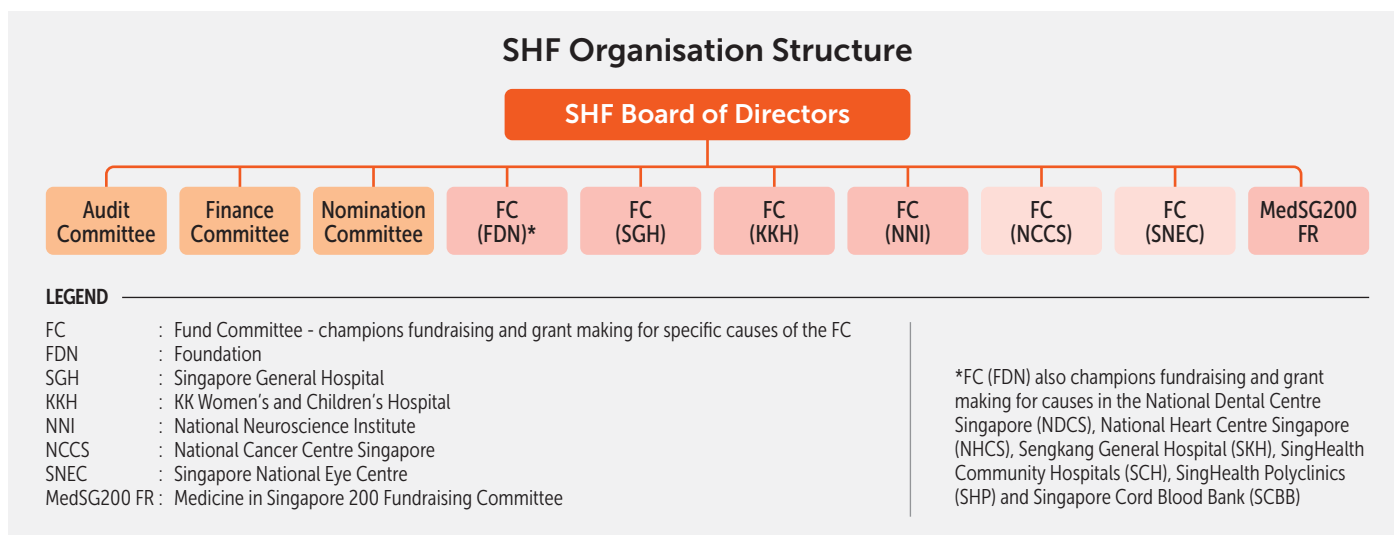 SHF Organisation Structure
SHF Board of Directors
Audit
Committee
Finance
Committee
Nomination
Committee
FC
(FDN)*
FC
(SGH)
FC
(KKH)
FC
(NNI)
FC
(NCCS)
FC
(SNEC)
MedSG200
FR
LEGEND
FC : Fund Committee - champions fundraising and grant making for specific causes of the FC
FDN : Foundation
SGH : Singapore General Hospital
KKH : KK Women's and Children's Hospital
NNI : National Neuroscience Institute
NCCS : National Cancer Centre Singapore
SNEC : Singapore National Eye Centre
MedSG200 FR : Medicine in Singapore 200 Fundraising Committee
*FC (FDN) also champions fundraising and grant
making for causes in the National Dental Centre
Singapore (NDCS), National Heart Centre Singapore
(NHCS), Sengkang General Hospital (SKH), SingHealth
Community Hospitals (SCH), SingHealth Polyclinics
(SHP) and Singapore Cord Blood Bank (SCBB)